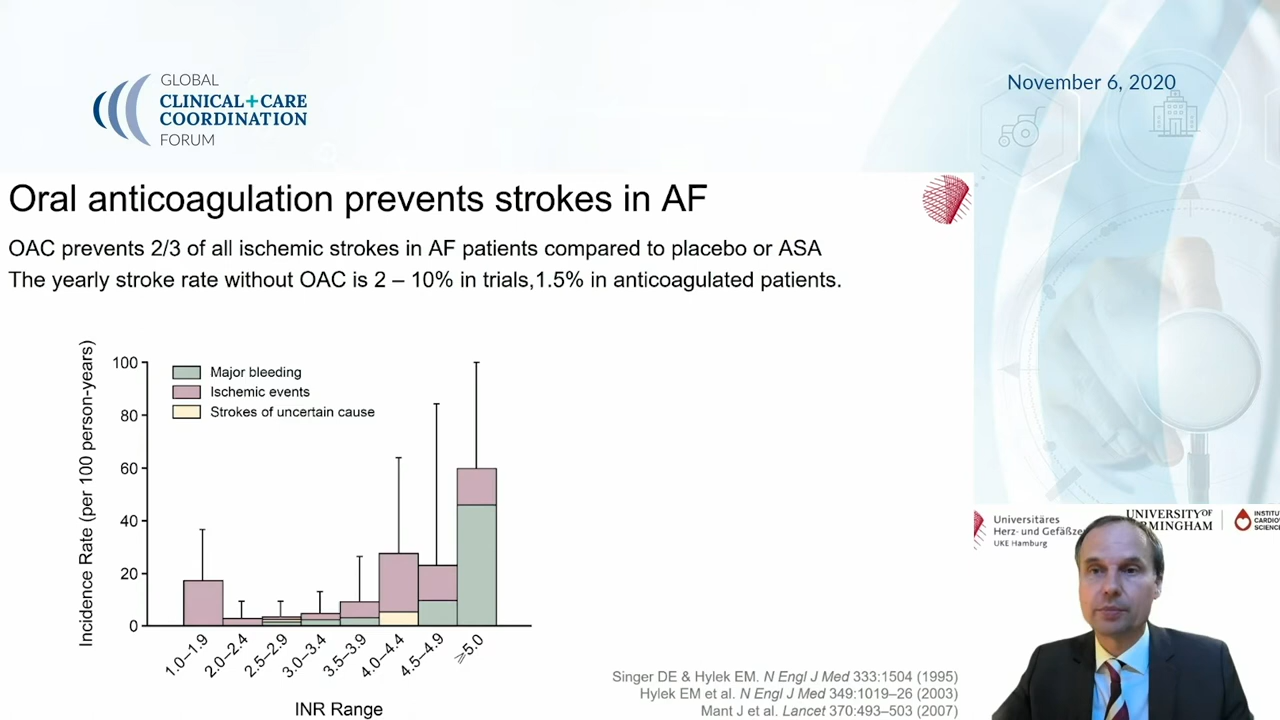 GLOBAL
CLINICAL+CARE
COORDINATION
FORUM
November 6, 2020
Oral anticoagulation prevents strokes in AF
OAC prevents 2/3 of all ischemic strokes in AF patients compared to placebo or ASA
The yearly stroke rate without OAC is 2 – 10% in trials,1.5% in anticoagulated patients.
Incidence Rate (per 100 person-years)
100
80
60
40
20
0
Major bleeding
Ischemic events
Strokes of uncertain cause
1.0–1.9
2.0–2.4
2.5–2.9
3.0–3.4
3.5–3.9
4.0–4.4
4.5–4.9
⩾5.0
INR Range
Singer DE & Hylek EM. N Engl J Med 333:1504 (1995)
Hylek EM et al. N Engl J Med 349:1019–26 (2003)
Mant J et al. Lancet 370:493–503 (2007)
Universitäres
Herz- und Gefäßze
UKE Hamburg
UNIVERSITY OF
RMINGHAM
INSTITU
CARDIOV
SCIENC